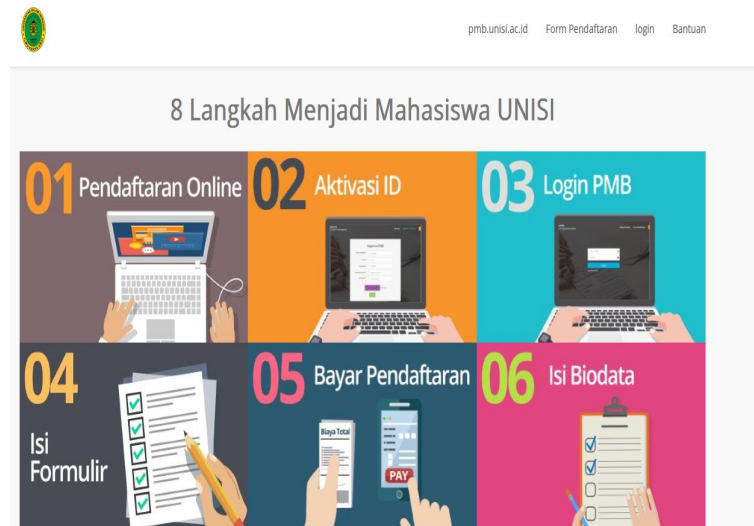 pmb.unisi.ac.id Form Pendaftaran login Bantuan
8 Langkah Menjadi Mahasiswa UNISI
01 Pendaftaran Online
02 Aktivasi ID
03 Login PMB
04 Isi
Formulir
05 Bayar Pendaftaran
Biaya Total
PAY
06 Isi Biodata